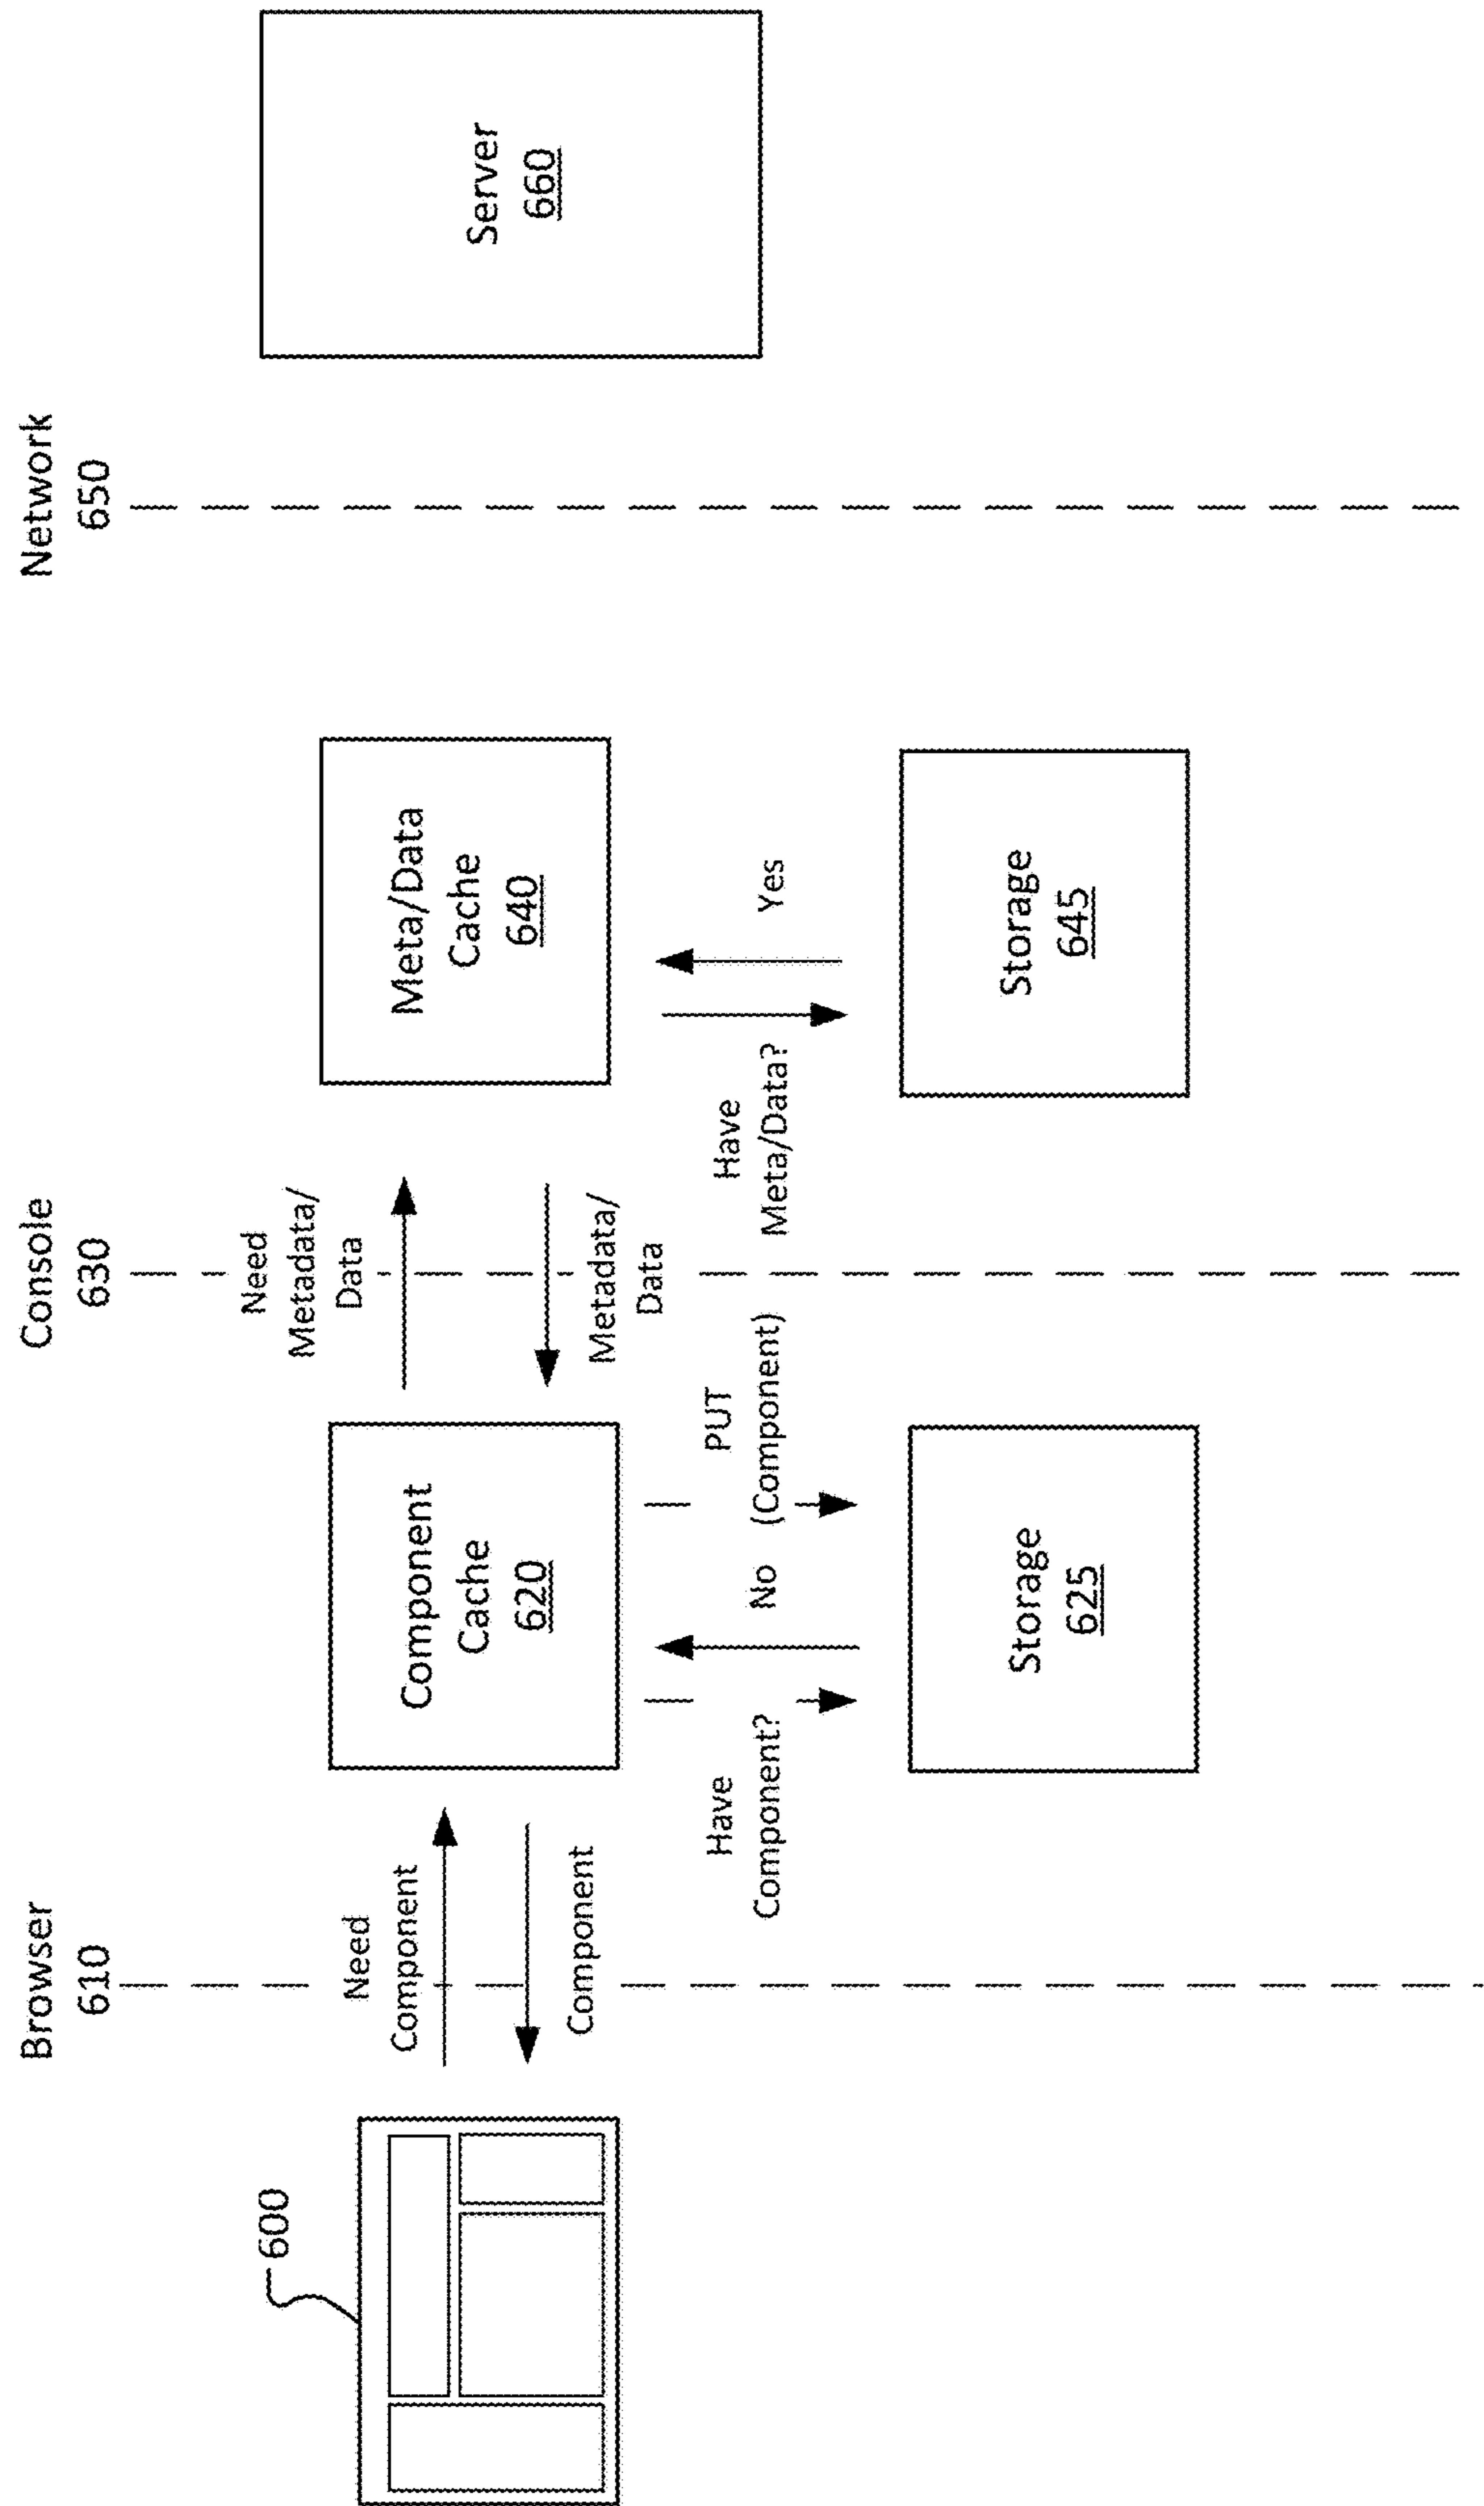 Browser
610
Console
630
Network
650
600
Need
Component
Component
Component
Cache
620
Need
Metadata/
Data
Metadata/
Data
Meta/Data
Cache
640
Server
660
Have
Component?
No
PUT
(Component)
Have
Meta/Data?
Yes
Storage
625
Storage
645